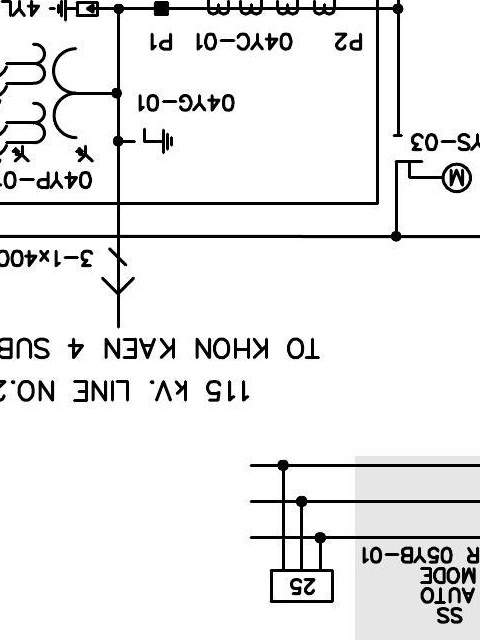 SS
AUTO
MODE
25
R 05YB-01
115 kV. LINE NO.2
TO KHON KAEN 4 SUB
3-1x400
M
04YP-0
YS-03
04YG-01
P2 04YC-01 P1
4YL